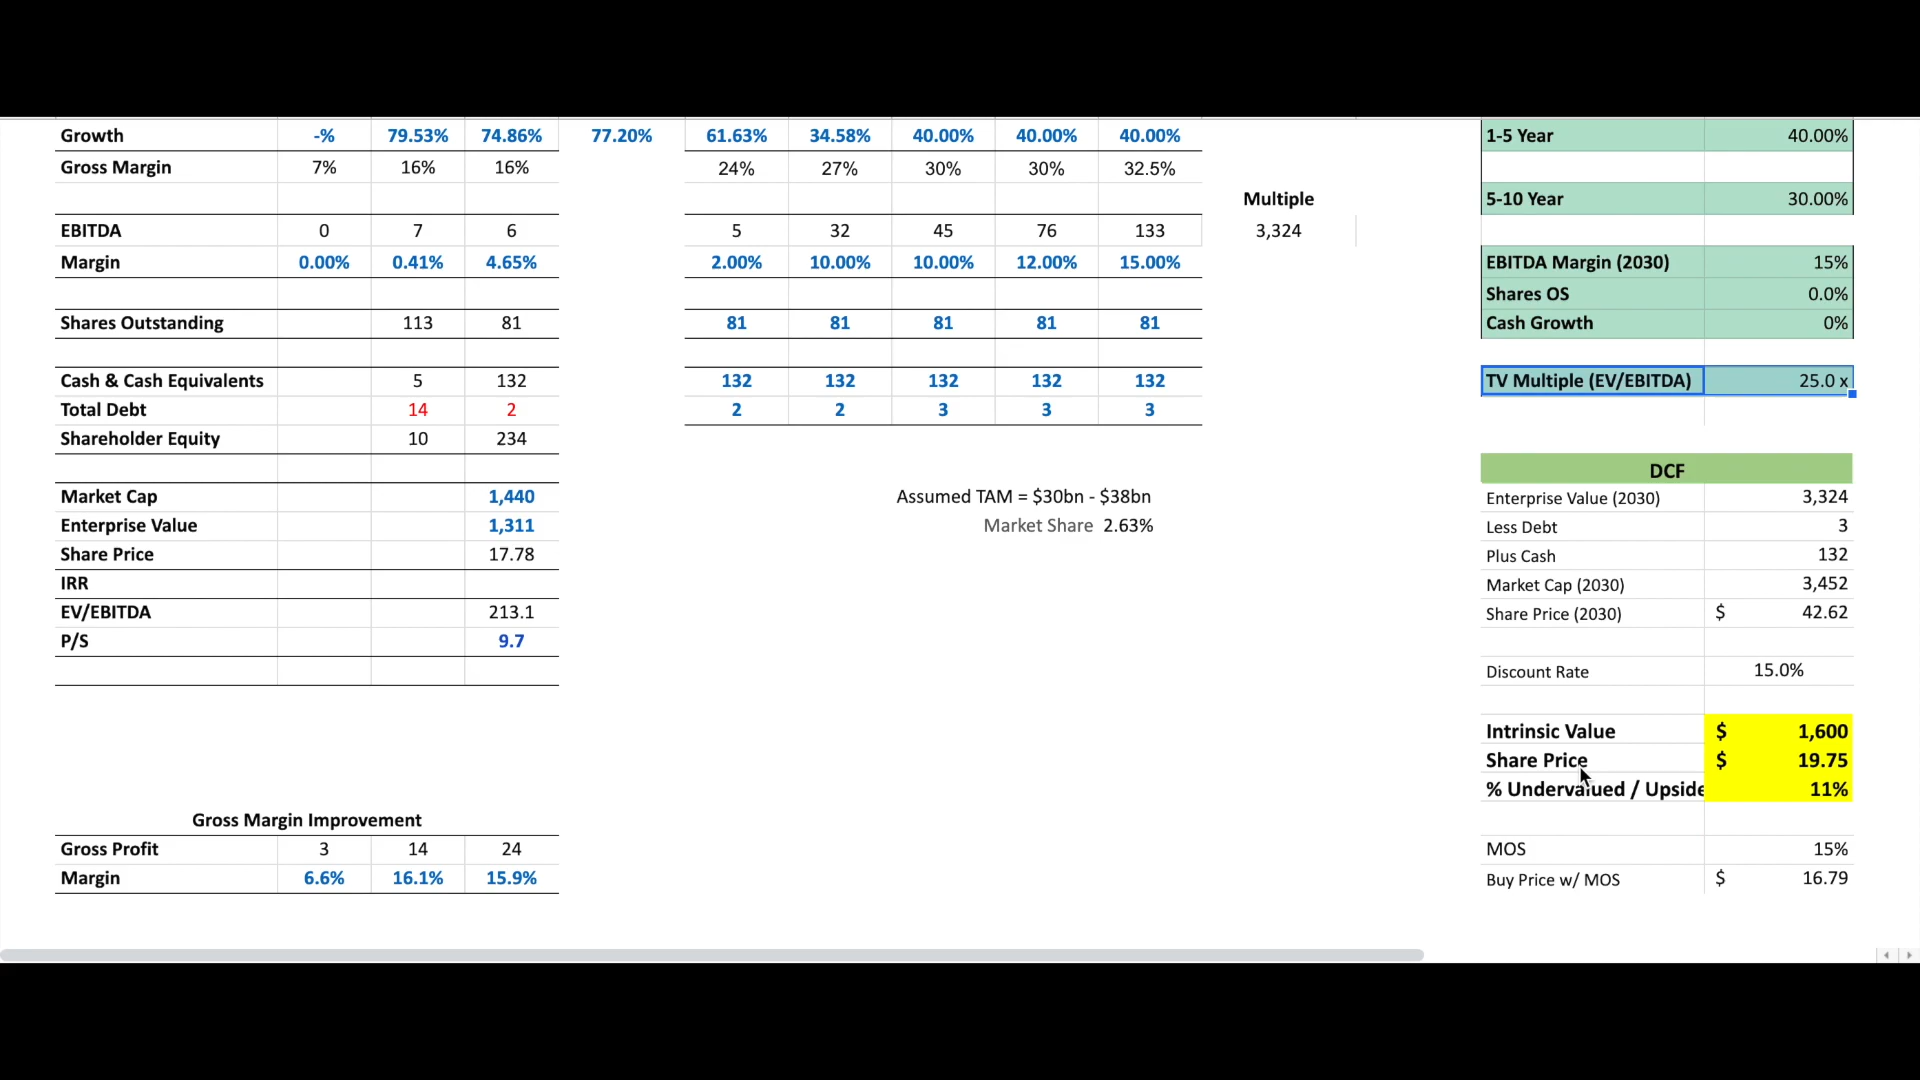 Growth -% 79.53% 74.86% 77.20% 61.63% 34.58% 40.00% 40.00% 40.00% 1-5 Year 40.00%
Gross Margin 7% 16% 16% 24% 27% 30% 30% 32.5%
Multiple 5-10 Year 30.00%
EBITDA 0 7 6 5 32 45 76 133 3,324
Margin 0.00% 0.41% 4.65% 2.00% 10.00% 10.00% 12.00% 15.00% EBITDA Margin (2030) 15%
Shares OS 0.0%
Shares Outstanding 113 81 81 81 81 81 81 Cash Growth 0%
Cash & Cash Equivalents 5 132 132 132 132 132 132 TV Multiple (EV/EBITDA) 25.0 x
Total Debt 14 2 2 2 3 3 3
Shareholder Equity 10 234
DCF
Market Cap 1,440 Assumed TAM = $30bn - $38bn Enterprise Value (2030) 3,324
Enterprise Value 1,311 Market Share 2.63% Less Debt 3
Share Price 17.78 Plus Cash 132
IRR Market Cap (2030) 3,452
EV/EBITDA 213.1 Share Price (2030) $ 42.62
P/S 9.7
Discount Rate 15.0%
Intrinsic Value $ 1,600
Share Price $ 19.75
% Undervalued / Upside 11%
Gross Margin Improvement
Gross Profit 3 14 24 MOS 15%
Margin 6.6% 16.1% 15.9% Buy Price w/ MOS $ 16.79